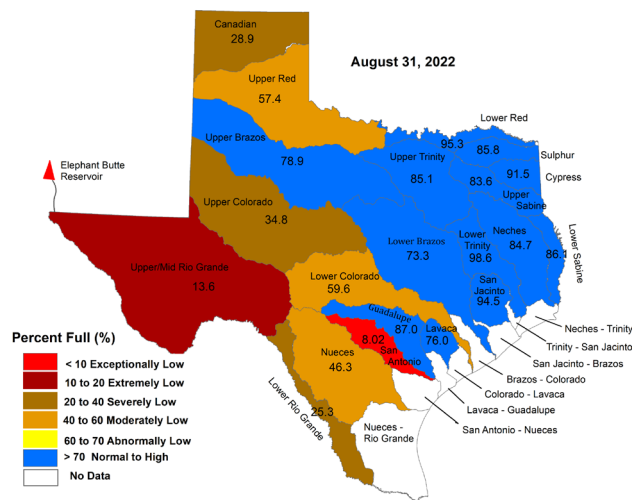 Canadian
28.9
August 31, 2022
Upper Red
57.4
Lower Red
Upper Brazos
78.9
Upper Trinity
85.1
95.3
85.8
Sulphur
Elephant Butte
Reservoir
83.6
91.5
Cypress
Upper
Sabine
Upper Colorado
34.8
Lower Brazos
73.3
Lower
Trinity
98.6
Neches
84.7
86.1
Lower Sabine
Upper/Mid Rio Grande
13.6
Lower Colorado
59.6
San
Jacinto
94.5
Guadalupe
87.0
Lavaca
76.0
8.02
San
Antonio
Nueces
46.3
Neches - Trinity
Trinity - San Jacinto
San Jacinto - Brazos
Brazos - Colorado
Colorado - Lavaca
Lavaca - Guadalupe
San Antonio - Nueces
Nueces -
Rio Grande
Lower Rio Grande
25.3
Percent Full (%)
< 10 Exceptionally Low
10 to 20 Extremely Low
20 to 40 Severely Low
40 to 60 Moderately Low
60 to 70 Abnormally Low
> 70 Normal to High
No Data